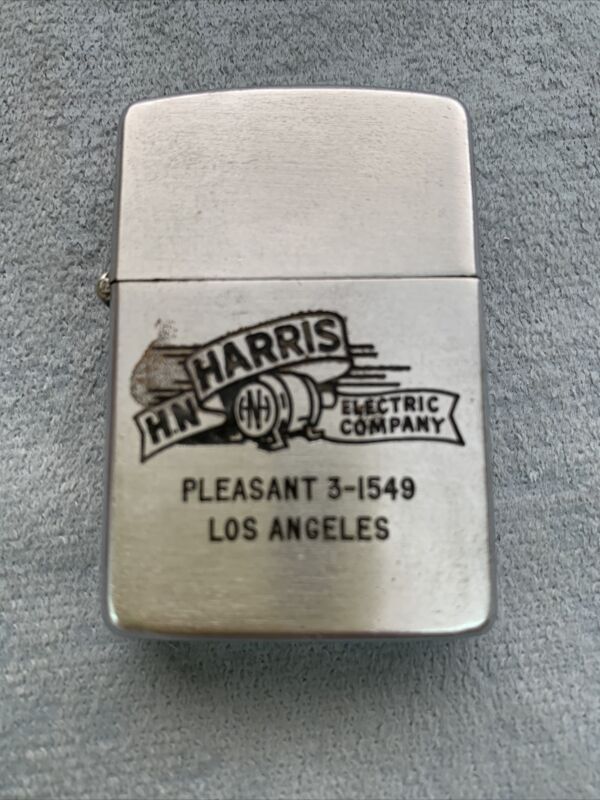 H.N HARRIS
HNH
ELECTRIC
COMPANY
PLEASANT 3-1549
LOS ANGELES